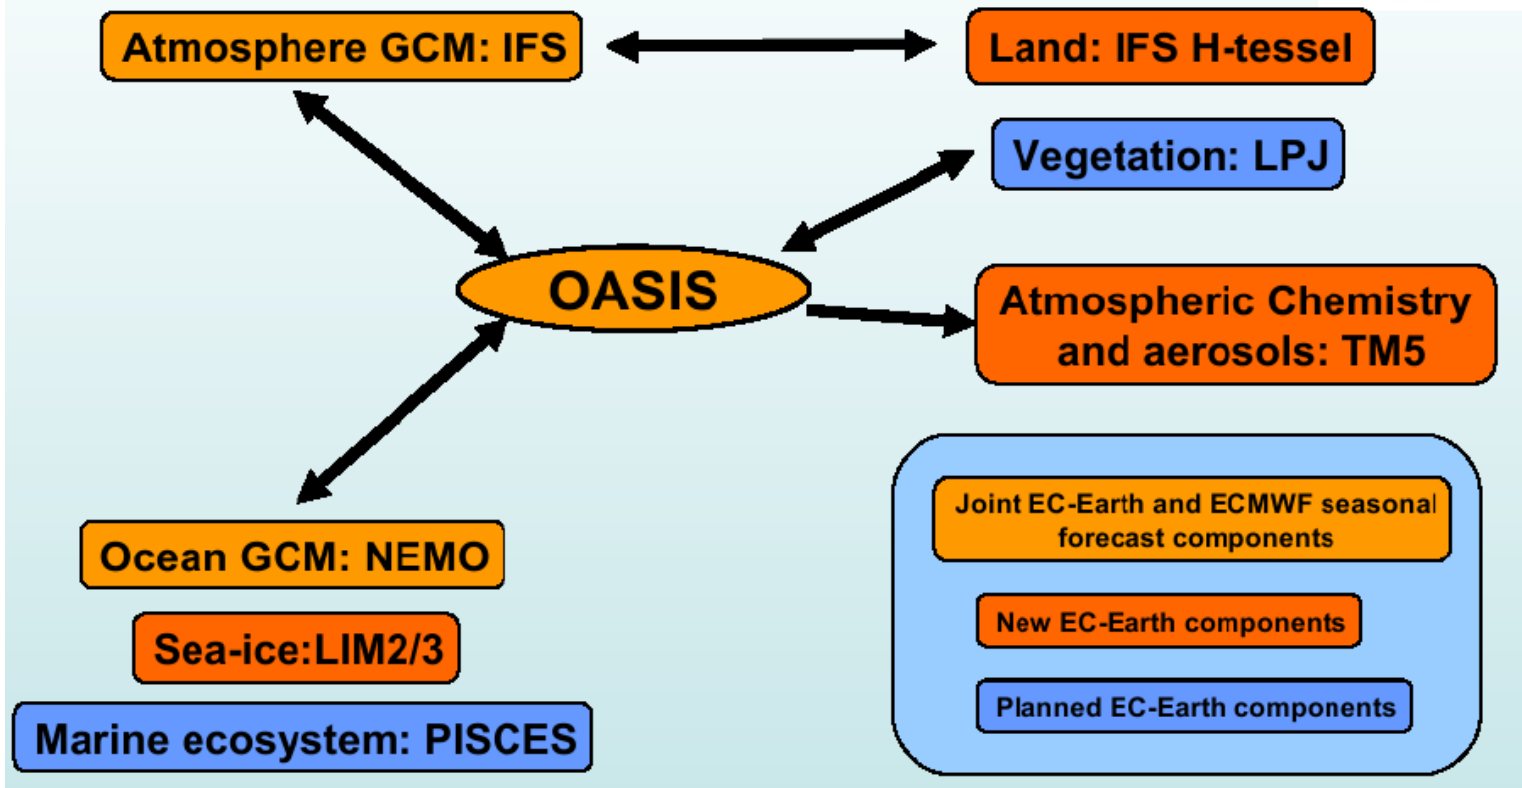 Atmosphere GCM: IFS
Land: IFS H-tessel
Vegetation: LPJ
OASIS
Atmospheric Chemistry
and aerosols: TM5
Ocean GCM: NEMO
Sea-ice:LIM2/3
Marine ecosystem: PISCES
Joint EC-Earth and ECMWF seasonal
forecast components
New EC-Earth components
Planned EC-Earth components